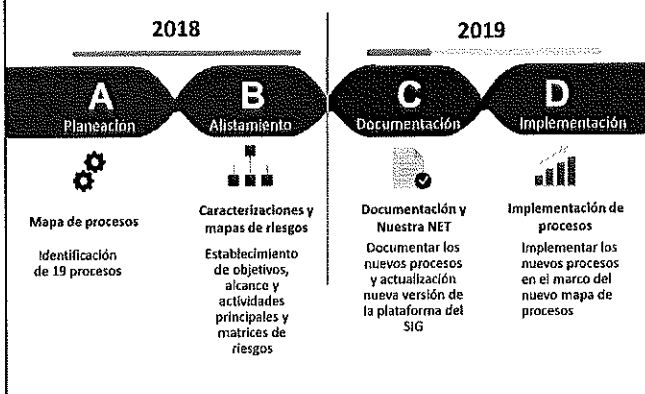 2018
2019
A
Planeación
B
Alistamiento
C
Documentación
D
Implementación
Mapa de procesos
Identificación
de 19 procesos
Caracterizaciones y
mapas de riesgos
Establecimiento
de objetivos,
alcance y
actividades
principales y
matrices de
riesgos
Documentación y
Nuestra NET
Documentar los
nuevos procesos
y actualización
nueva versión de
la plataforma del
SIG
Implementación de
procesos
Implementar los
nuevos procesos
en el marco del
nuevo mapa de
procesos